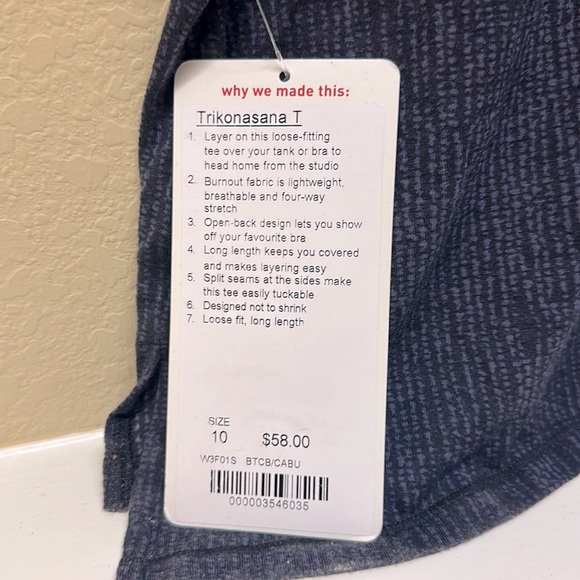 why we made this:
Trikonasana T
1. Layer on this loose-fitting
tee over your tank or bra to
head home from the studio
2. Burnout fabric is lightweight,
breathable and four-way
stretch
3. Open-back design lets you show
off your favourite bra
4. Long length keeps you covered
and makes layering easy
5. Split seams at the sides make
this tee easily tuckable
6. Designed not to shrink
7. Loose fit, long length
SIZE
10 $58.00
W3F01S BTCB/CABU
000003546035